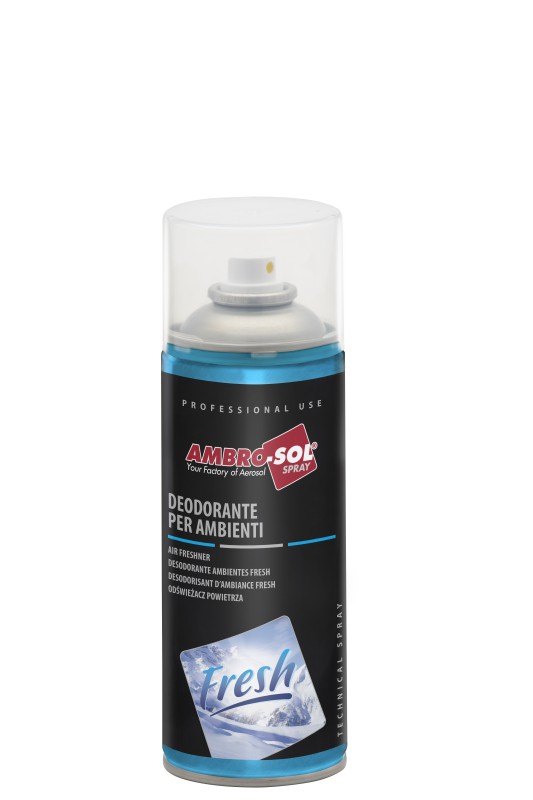 PROFESSIONAL USE
AMBRO-SOL®
Your Factory of Aerosol SPRAY
DEODORANTE
PER AMBIENTI
AIR FRESHNER
DESODORANTE AMBIENTES FRESH
DESODORISANT D'AMBIANCE FRESH
ODŚWIEŻACZ POWIETRZA
Fresh
TECHNICAL SPRAY